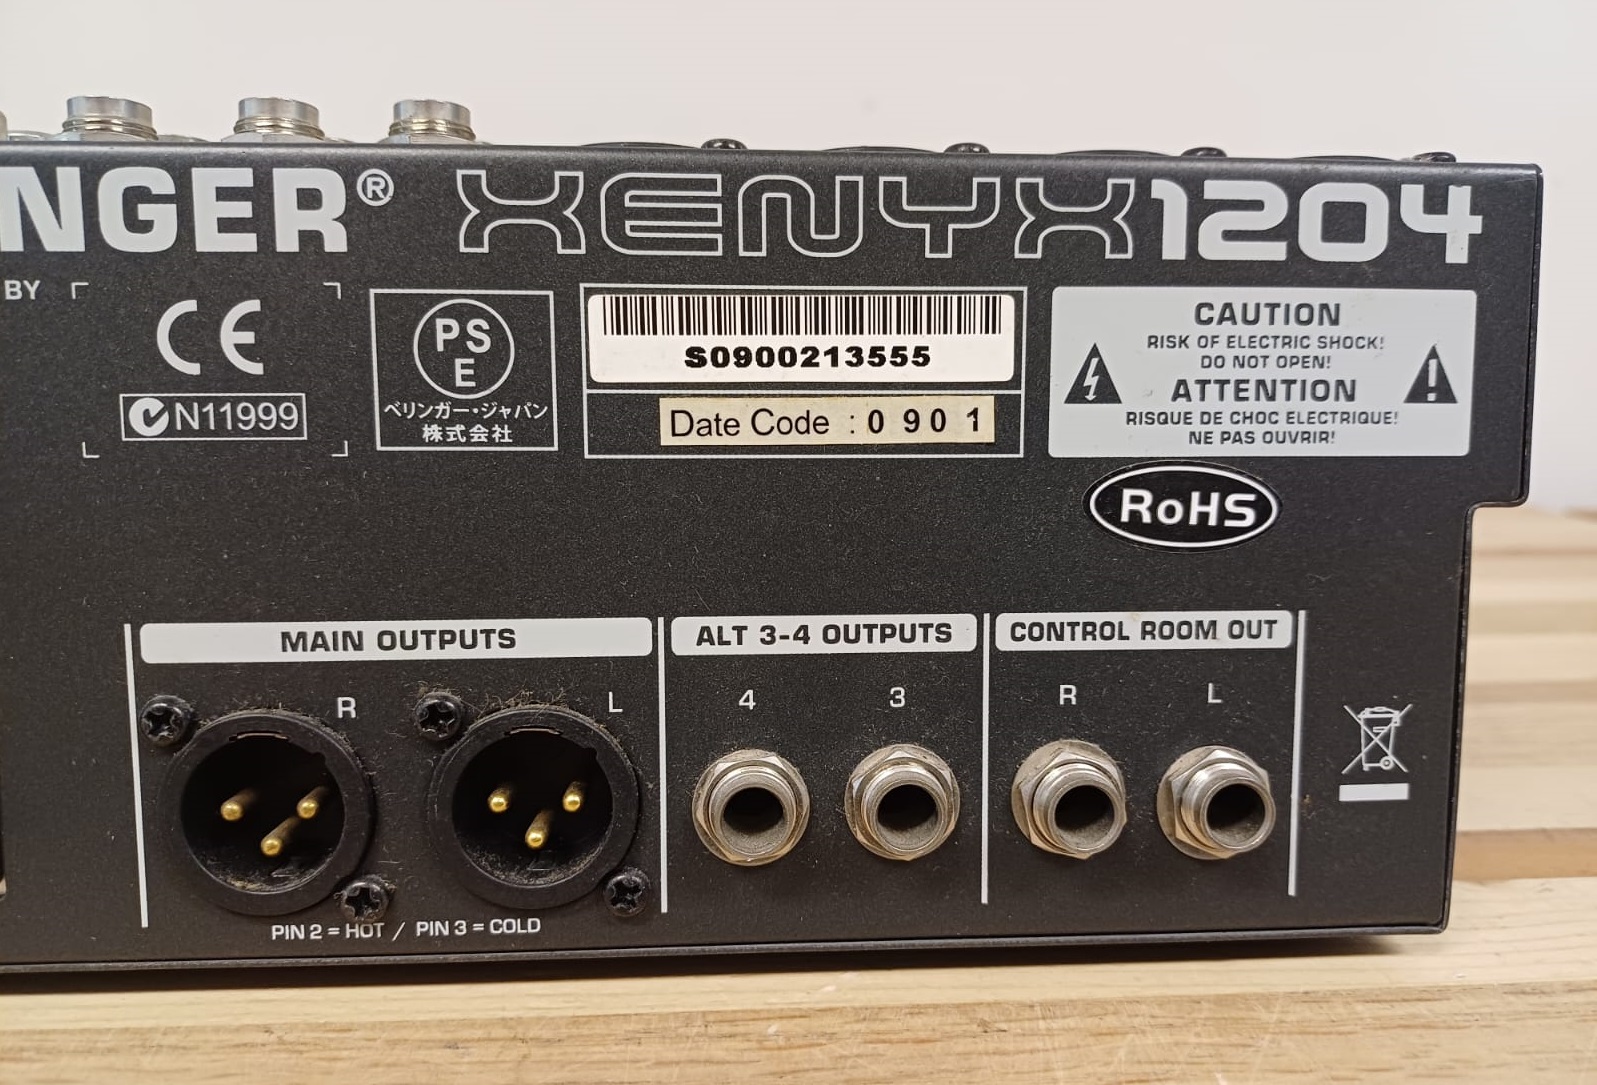 NGER® XENYX1204
BY
CE
N11999
PS
E
ベリンガー・ジャパン
株式会社
S0900213555
Date Code : 0 9 0 1
CAUTION
RISK OF ELECTRIC SHOCK!
DO NOT OPEN!
ATTENTION
RISQUE DE CHOC ELECTRIQUE!
NE PAS OUVRIR!
RoHS
MAIN OUTPUTS
R
L
PIN 2 = HOT / PIN 3 = COLD
ALT 3-4 OUTPUTS
4
3
CONTROL ROOM OUT
R
L